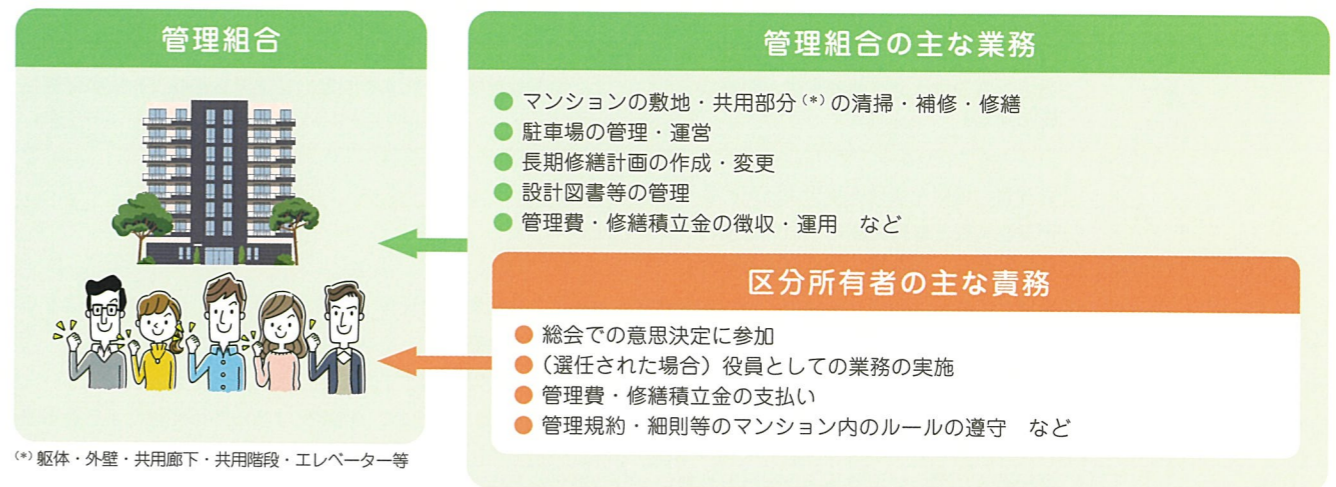 管理組合
(*) 躯体・外壁・共用廊下・共用階段・エレベーター等
管理組合の主な業務
● マンションの敷地・共用部分(*)の清掃・補修・修繕
● 駐車場の管理・運営
● 長期修繕計画の作成・変更
● 設計図書等の管理
● 管理費・修繕積立金の徴収・運用　など
区分所有者の主な責務
● 総会での意思決定に参加
● (選任された場合) 役員としての業務の実施
● 管理費・修繕積立金の支払い
● 管理規約・細則等のマンション内のルールの遵守　など